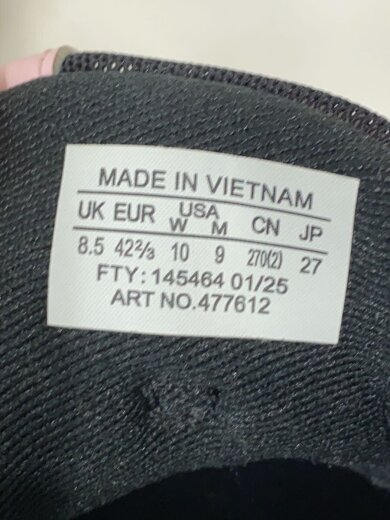 MADE IN VIETNAM
UK EUR USA W M CN JP
8.5 42⅔ 10 9 270(2) 27
FTY: 145464 01/25
ART NO.477612